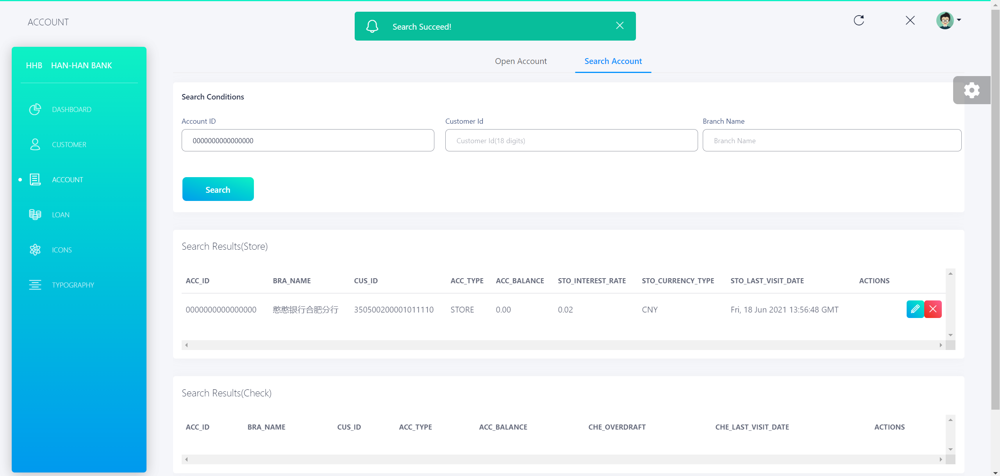 ACCOUNT
Search Succeed!
HHB HAN-HAN BANK
DASHBOARD
CUSTOMER
ACCOUNT
LOAN
ICONS
TYPOGRAPHY
Open Account Search Account
Search Conditions
Account ID Customer Id Branch Name
0000000000000000 Customer Id(18 digits) Branch Name
Search
Search Results(Store)
ACC_ID BRA_NAME CUS_ID ACC_TYPE ACC_BALANCE STO_INTEREST_RATE STO_CURRENCY_TYPE STO_LAST_VISIT_DATE ACTIONS
0000000000000000 憨憨银行合肥分行 350500200001011110 STORE 0.00 0.02 CNY Fri, 18 Jun 2021 13:56:48 GMT
Search Results(Check)
ACC_ID BRA_NAME CUS_ID ACC_TYPE ACC_BALANCE CHE_OVERDRAFT CHE_LAST_VISIT_DATE ACTIONS